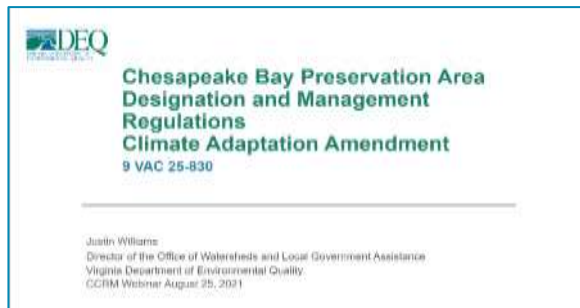 DEQ
Chesapeake Bay Preservation Area
Designation and Management
Regulations
Climate Adaptation Amendment
9 VAC 25-830
Justin Williams
Director of the Office of Watersheds and Local Government Assistance
Virginia Department of Environmental Quality
CCRM Webinar August 25, 2021